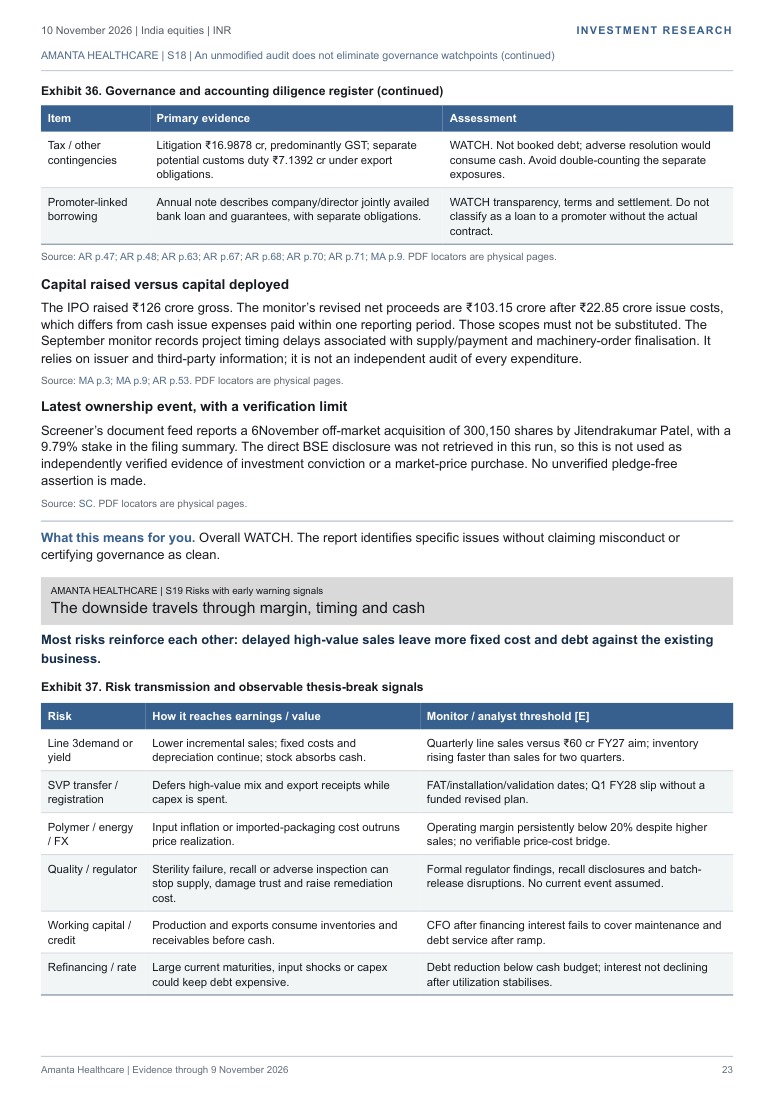 10 November 2026 | India equities | INR
INVESTMENT RESEARCH
AMANTA HEALTHCARE | S18 | An unmodified audit does not eliminate governance watchpoints (continued)
Exhibit 36. Governance and accounting diligence register (continued)
Item
Primary evidence
Assessment
Tax / other
contingencies
Litigation ₹16.9878 cr, predominantly GST; separate
potential customs duty ₹7.1392 cr under export
obligations.
WATCH. Not booked debt; adverse resolution would
consume cash. Avoid double-counting the separate
exposures.
Promoter-linked
borrowing
Annual note describes company/director jointly availed
bank loan and guarantees, with separate obligations.
WATCH transparency, terms and settlement. Do not
classify as a loan to a promoter without the actual
contract.
Source: AR p.47; AR p.48; AR p.63; AR p.67; AR p.68; AR p.70; AR p.71; MA p.9. PDF locators are physical pages.
Capital raised versus capital deployed
The IPO raised ₹126 crore gross. The monitor’s revised net proceeds are ₹103.15 crore after ₹22.85 crore issue costs,
which differs from cash issue expenses paid within one reporting period. Those scopes must not be substituted. The
September monitor records project timing delays associated with supply/payment and machinery-order finalisation. It
relies on issuer and third-party information; it is not an independent audit of every expenditure.
Source: MA p.3; MA p.9; AR p.53. PDF locators are physical pages.
Latest ownership event, with a verification limit
Screener’s document feed reports a 6November off-market acquisition of 300,150 shares by Jitendrakumar Patel, with a
9.79% stake in the filing summary. The direct BSE disclosure was not retrieved in this run, so this is not used as
independently verified evidence of investment conviction or a market-price purchase. No unverified pledge-free
assertion is made.
Source: SC. PDF locators are physical pages.
What this means for you. Overall WATCH. The report identifies specific issues without claiming misconduct or
certifying governance as clean.
AMANTA HEALTHCARE | S19 Risks with early warning signals
The downside travels through margin, timing and cash
Most risks reinforce each other: delayed high-value sales leave more fixed cost and debt against the existing
business.
Exhibit 37. Risk transmission and observable thesis-break signals
Risk
How it reaches earnings / value
Monitor / analyst threshold [E]
Line 3demand or
yield
Lower incremental sales; fixed costs and
depreciation continue; stock absorbs cash.
Quarterly line sales versus ₹60 cr FY27 aim; inventory
rising faster than sales for two quarters.
SVP transfer /
registration
Defers high-value mix and export receipts while
capex is spent.
FAT/installation/validation dates; Q1 FY28 slip without a
funded revised plan.
Polymer / energy
/ FX
Input inflation or imported-packaging cost outruns
price realization.
Operating margin persistently below 20% despite higher
sales; no verifiable price-cost bridge.
Quality / regulator
Sterility failure, recall or adverse inspection can
stop supply, damage trust and raise remediation
cost.
Formal regulator findings, recall disclosures and batch-
release disruptions. No current event assumed.
Working capital /
credit
Production and exports consume inventories and
receivables before cash.
CFO after financing interest fails to cover maintenance and
debt service after ramp.
Refinancing / rate
Large current maturities, input shocks or capex
could keep debt expensive.
Debt reduction below cash budget; interest not declining
after utilization stabilises.
Amanta Healthcare | Evidence through 9 November 2026
23